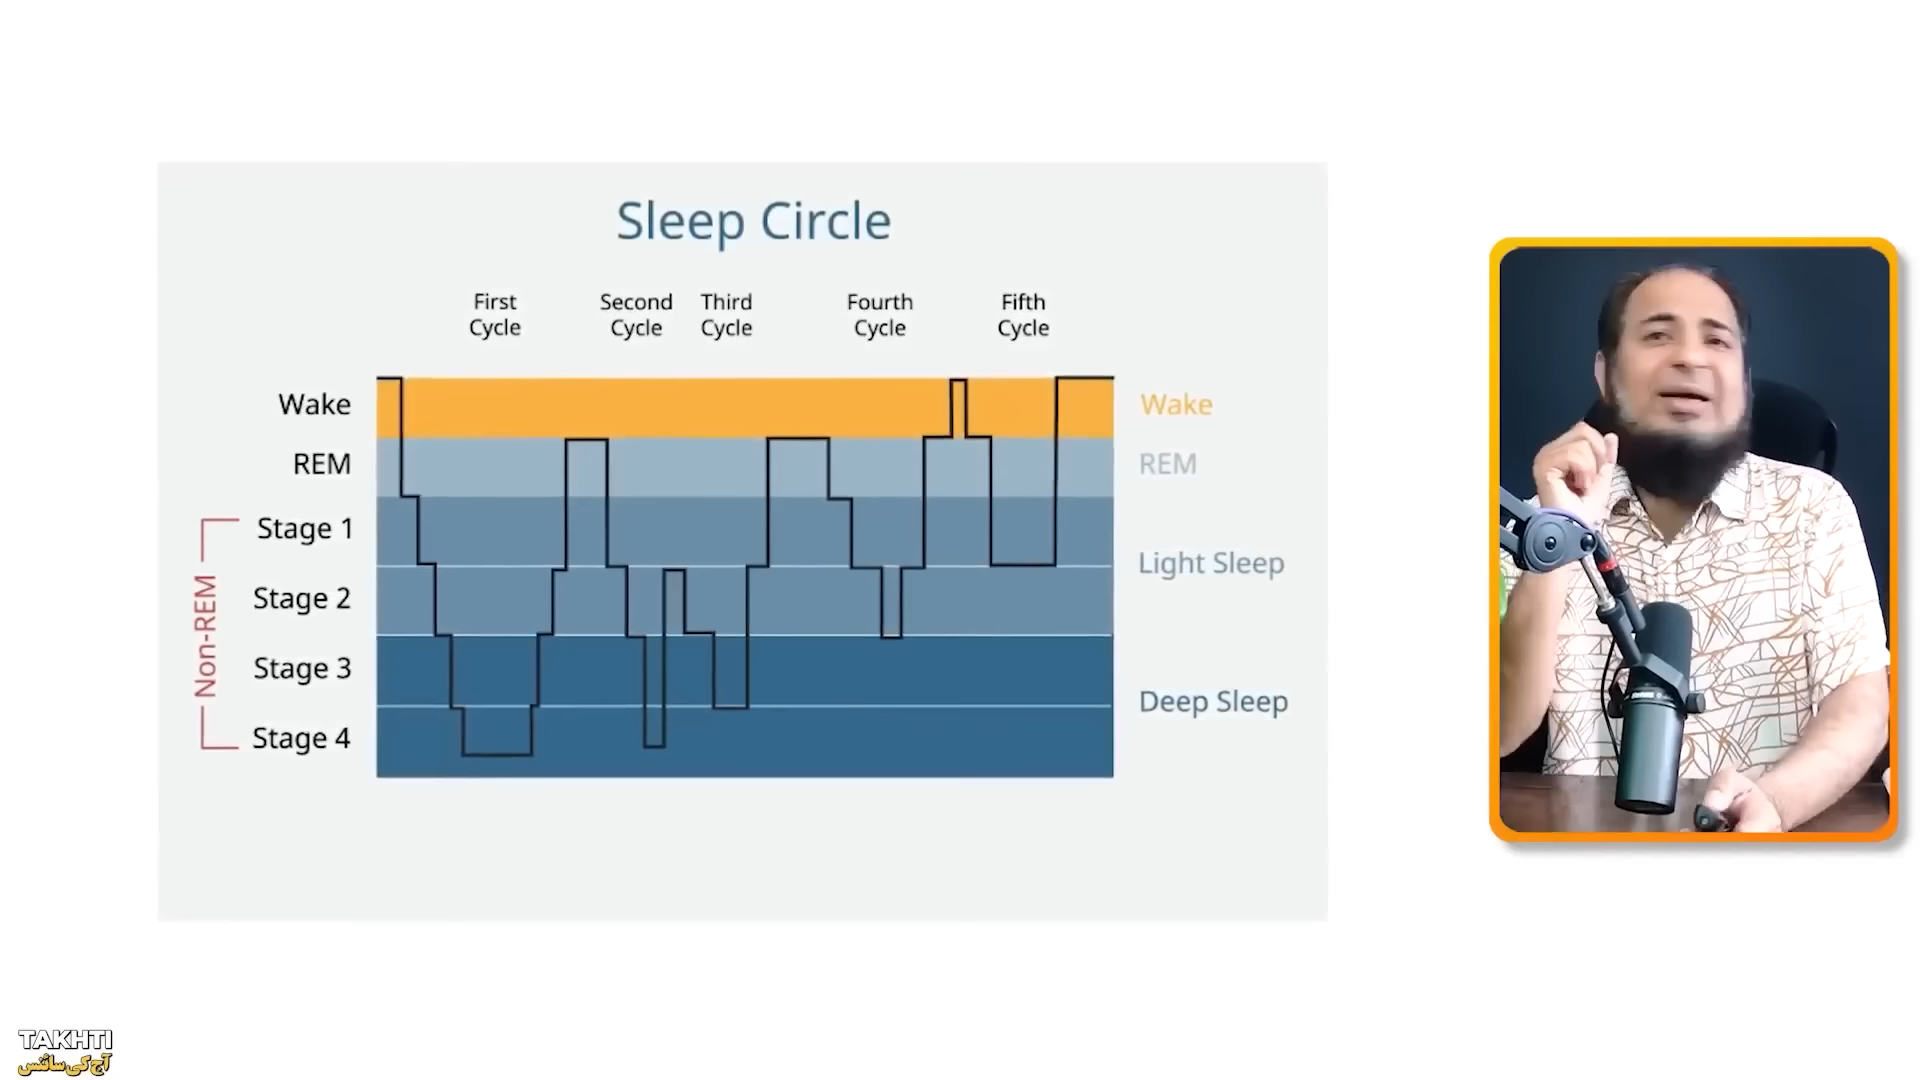 Sleep Circle
First Cycle
Second Cycle
Third Cycle
Fourth Cycle
Fifth Cycle
Wake
Wake
REM
REM
Stage 1
Light Sleep
Stage 2
Non-REM
Stage 3
Deep Sleep
Stage 4
TAKHTI
آج کی سائنس